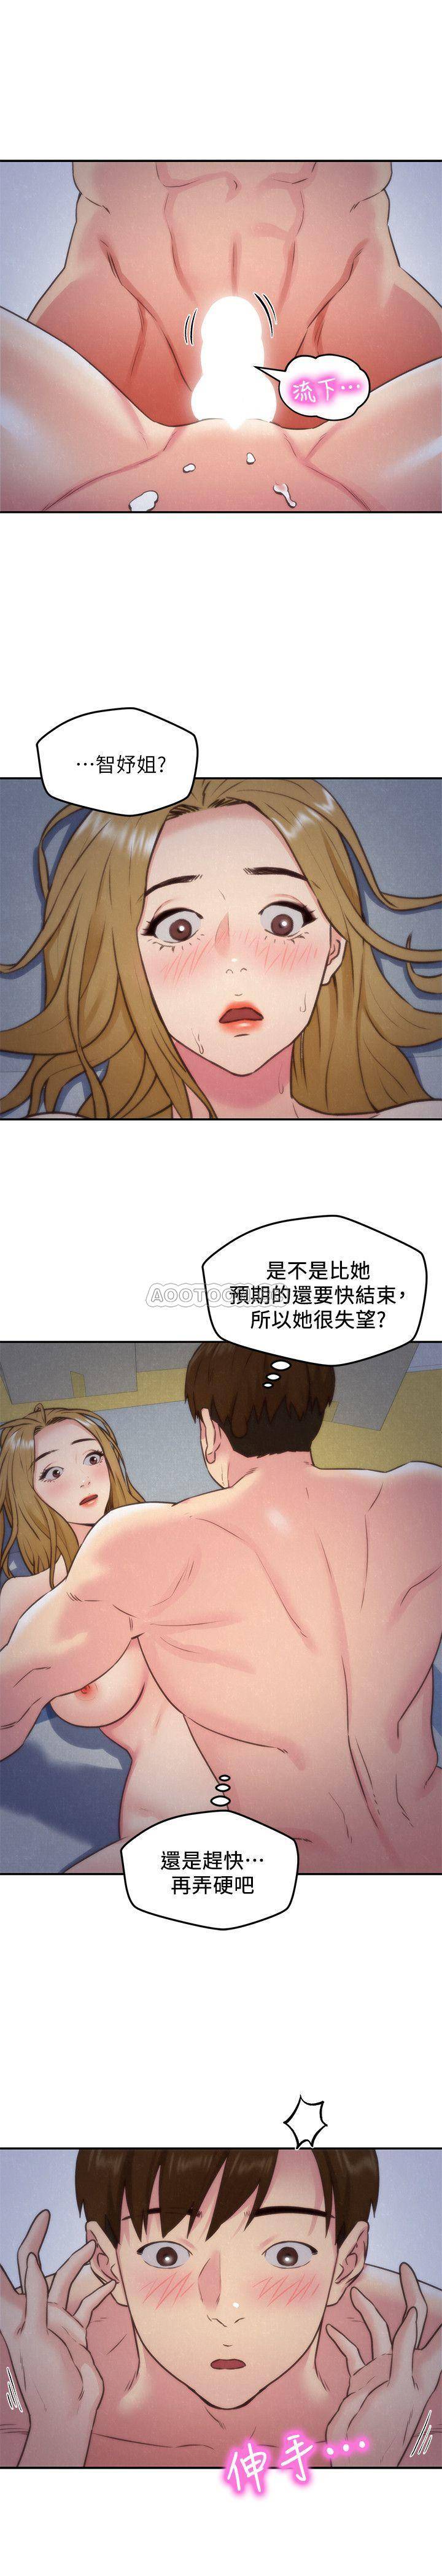 流下…
…智妤姐?
是不是比她
預期的還要快結束，
所以她很失望?
還是趕快…
再弄硬吧
伸手…